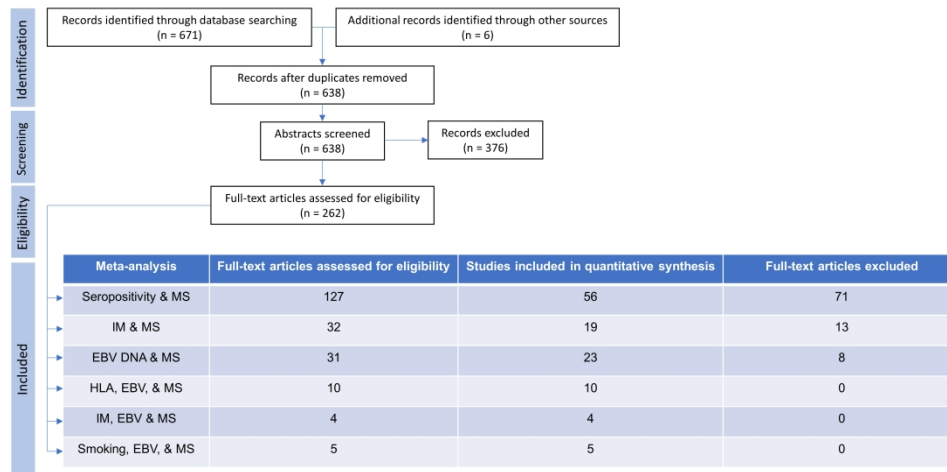 Identification
Records identified through database searching
(n = 671)
Additional records identified through other sources
(n = 6)
Records after duplicates removed
(n = 638)
Screening
Abstracts screened
(n = 638)
Records excluded
(n = 376)
Eligibility
Full-text articles assessed for eligibility
(n = 262)
Included
Meta-analysis Full-text articles assessed for eligibility Studies included in quantitative synthesis Full-text articles excluded
Seropositivity & MS 127 56 71
IM & MS 32 19 13
EBV DNA & MS 31 23 8
HLA, EBV, & MS 10 10 0
IM, EBV & MS 4 4 0
Smoking, EBV, & MS 5 5 0